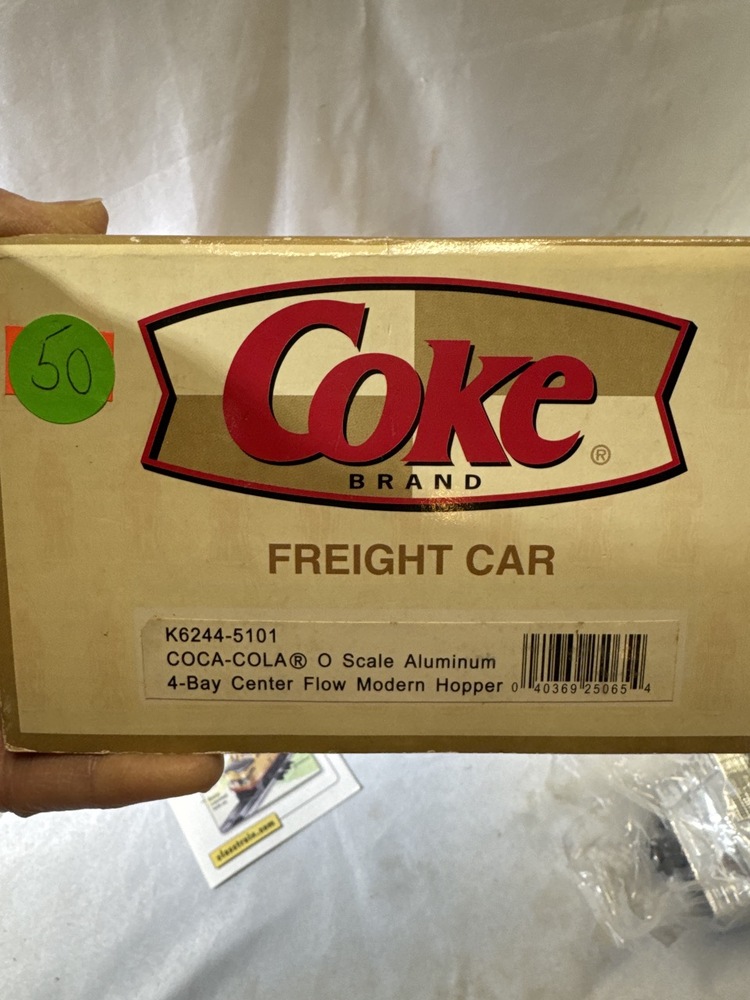 50
Coke
®
BRAND
FREIGHT CAR
K6244-5101
COCA-COLA® O Scale Aluminum
4-Bay Center Flow Modern Hopper
0 40369 25065 4